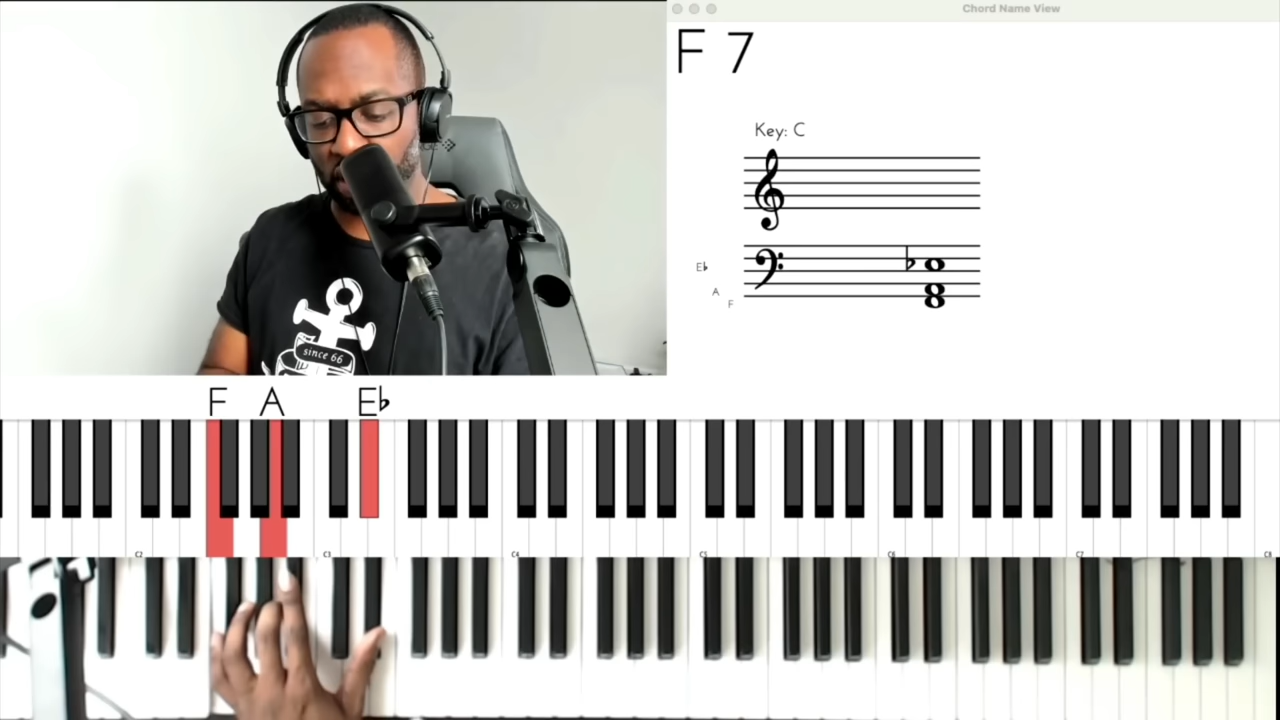 Chord Name View
F 7
Key: C
E♭
A
F
since 66
F A E♭
C2 C3 C4 C5 C6 C7 C8